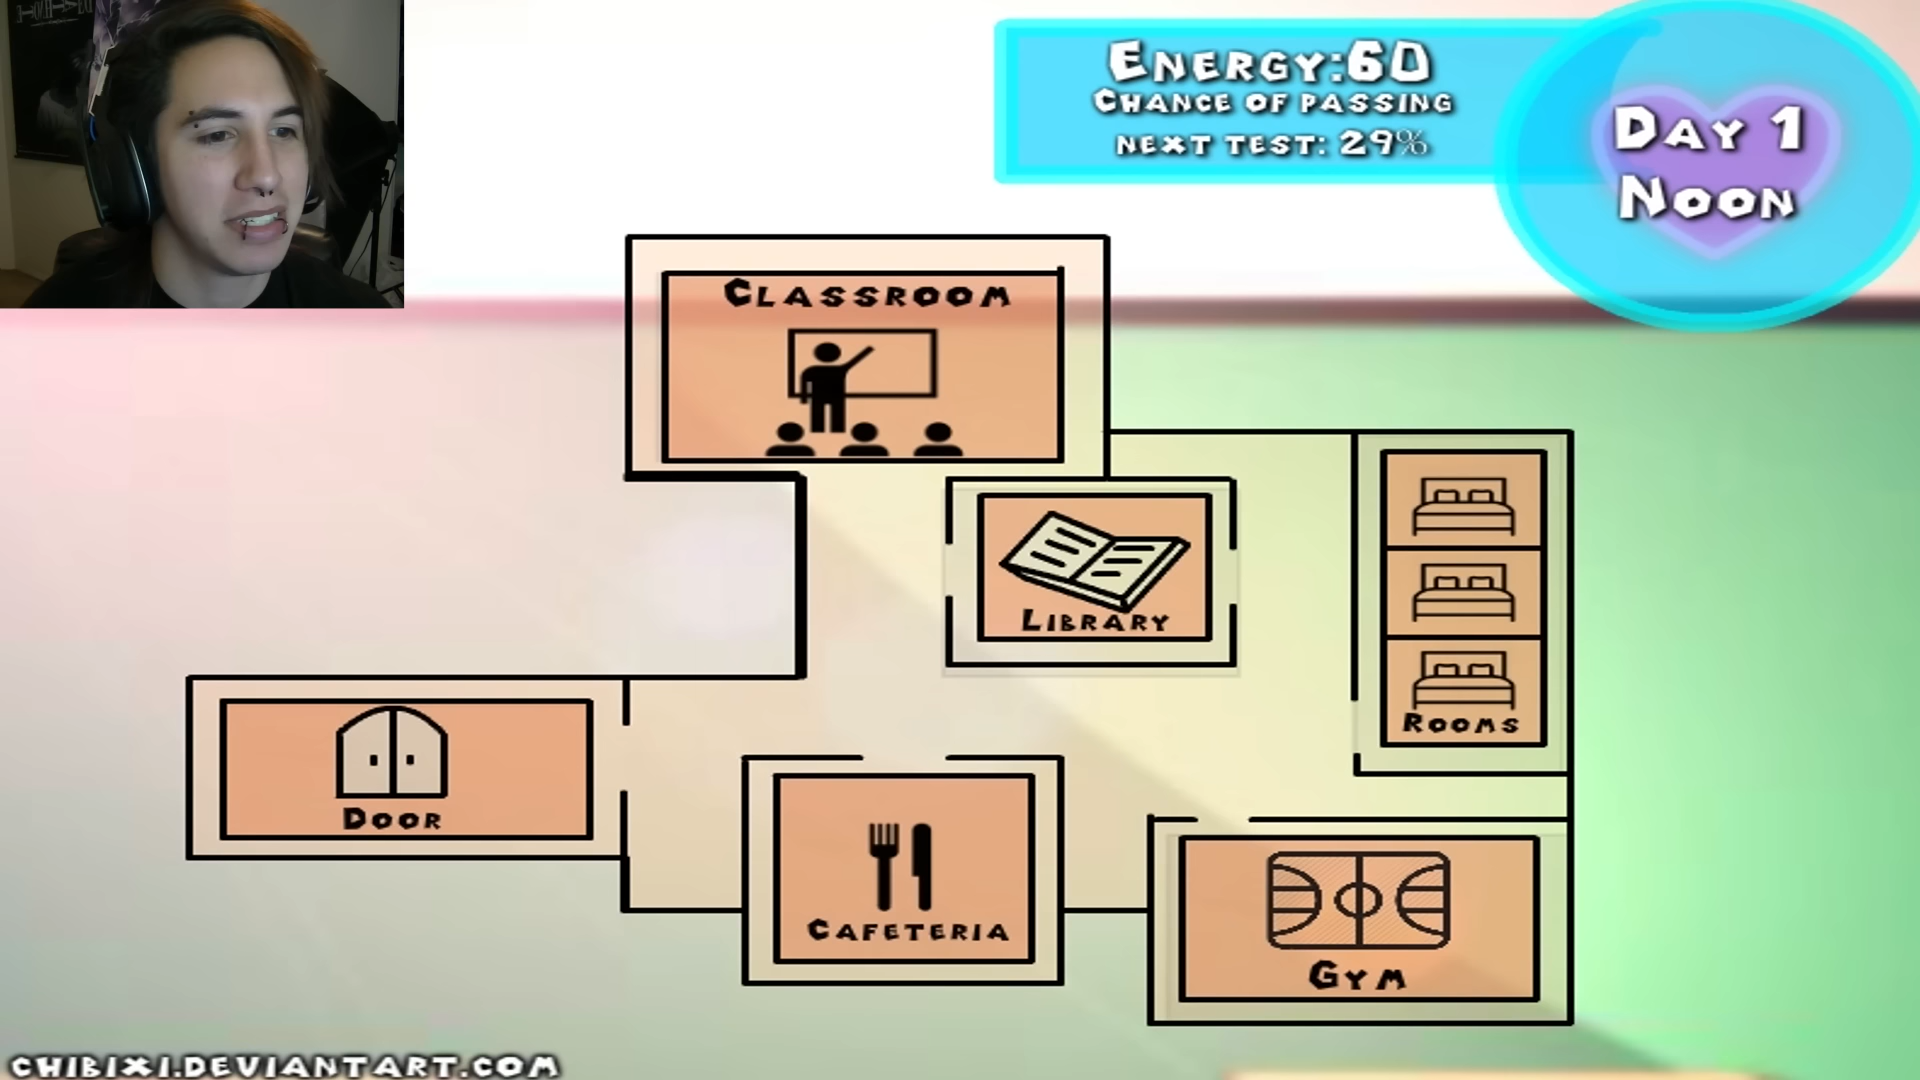 Energy:60
Chance of passing
next test: 29%
Day 1
Noon
Classroom
Library
Rooms
Door
Cafeteria
Gym
chibixi.deviantart.com